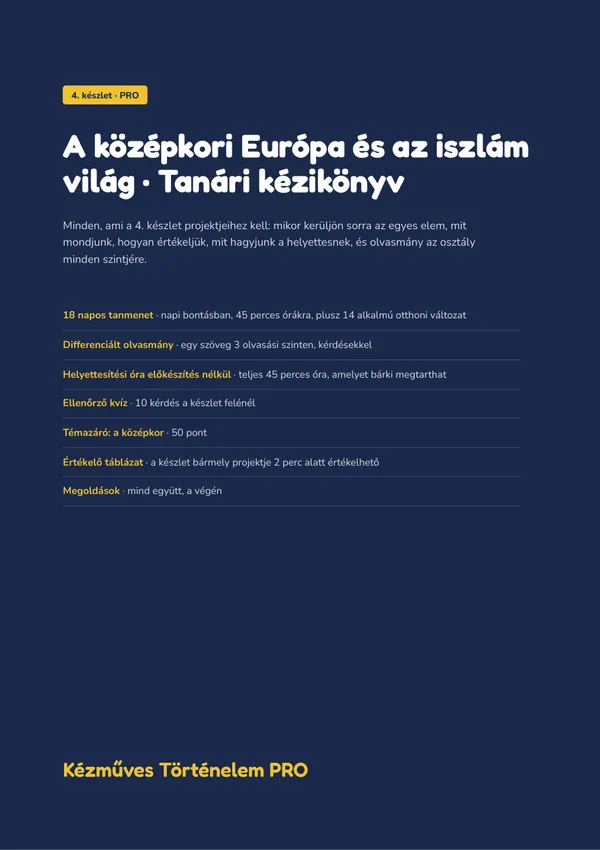 4. készlet · PRO
A középkori Európa és az iszlám
világ · Tanári kézikönyv
Minden, ami a 4. készlet projektjeihez kell: mikor kerüljön sorra az egyes elem, mit
mondjunk, hogyan értékeljük, mit hagyjunk a helyettesnek, és olvasmány az osztály
minden szintjére.
18 napos tanmenet · napi bontásban, 45 perces órákra, plusz 14 alkalmú otthoni változat
Differenciált olvasmány · egy szöveg 3 olvasási szinten, kérdésekkel
Helyettesítési óra előkészítés nélkül · teljes 45 perces óra, amelyet bárki megtarthat
Ellenőrző kvíz · 10 kérdés a készlet felénél
Témazáró: a középkor · 50 pont
Értékelő táblázat · a készlet bármely projektje 2 perc alatt értékelhető
Megoldások · mind együtt, a végén
Kézműves Történelem PRO